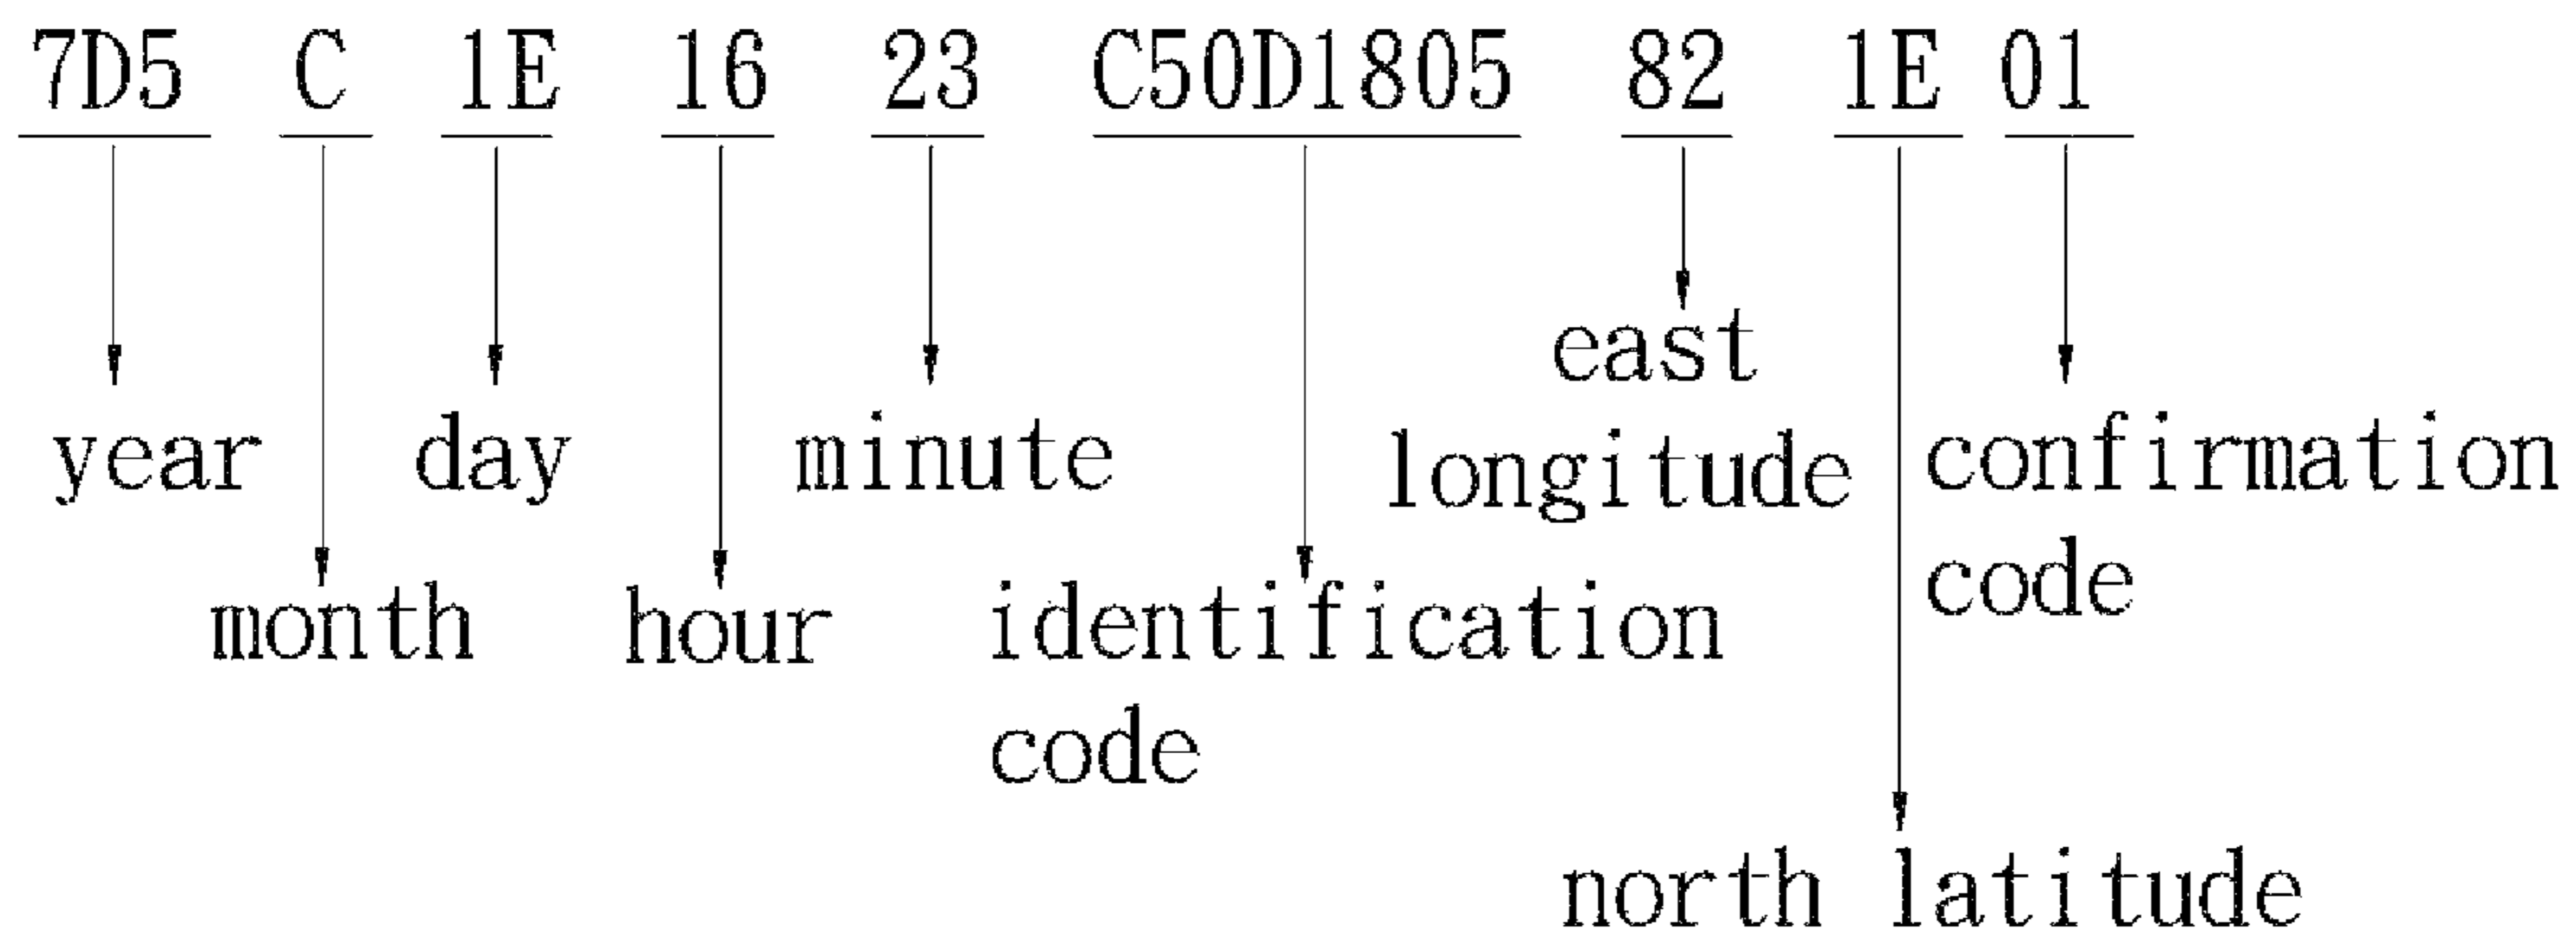 7D5 C 1E 16 23 C50D1805 82 1E 01
east
longitude
year
day
minute
confirmation
code
month
hour
identification
code
north latitude